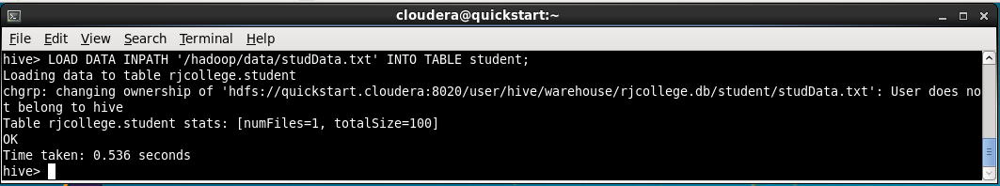 cloudera@quickstart:~
File Edit View Search Terminal Help
hive> LOAD DATA INPATH '/hadoop/data/studData.txt' INTO TABLE student;
Loading data to table rjcollege.student
chgrp: changing ownership of 'hdfs://quickstart.cloudera:8020/user/hive/warehouse/rjcollege.db/student/studData.txt': User does no
t belong to hive
Table rjcollege.student stats: [numFiles=1, totalSize=100]
OK
Time taken: 0.536 seconds
hive>